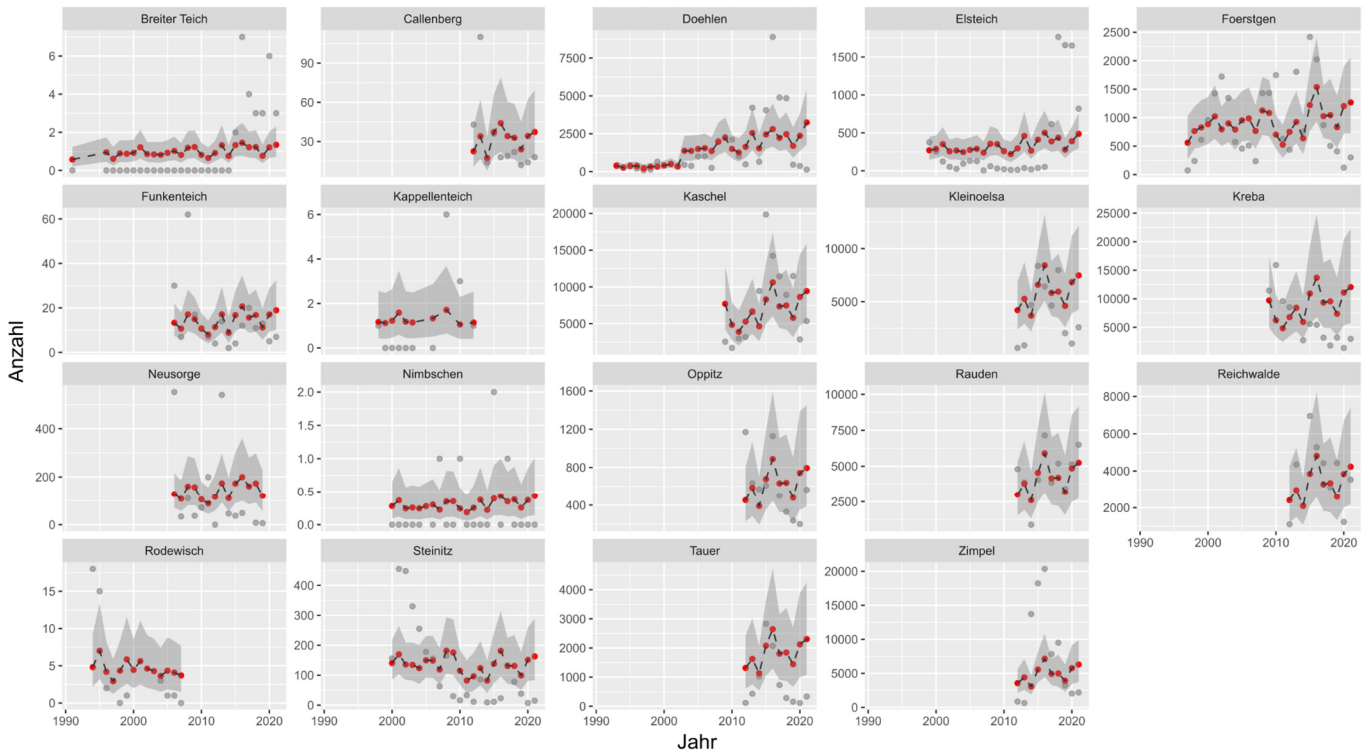 Breiter Teich Callenberg Doehlen Elsteich Foerstgen
6 4 2 0
90 60 30
7500 5000 2500 0
1750 1500 1000 500 0
2500 2000 1500 1000 500 0
Funkenteich Kappellenteich Kaschel Kleinoelsa Kreba
60 40 20 0
6 4 2 0
20000 15000 10000 5000
10000 5000
25000 20000 15000 10000 5000
Anzahl
Neusorge Nimbschen Oppitz Rauden Reichwalde
400 200 0
2.0 1.5 1.0 0.5 0.0
1600 1200 800 400
10000 7500 5000 2500
8000 6000 4000 2000
1990 2000 2010 2020
Rodewisch Steinitz Tauer Zimpel
15 10 5 0
400 300 200 100 0
4000 3000 2000 1000 0
20000 15000 10000 5000 0
1990 2000 2010 2020
1990 2000 2010 2020
1990 2000 2010 2020
1990 2000 2010 2020
Jahr